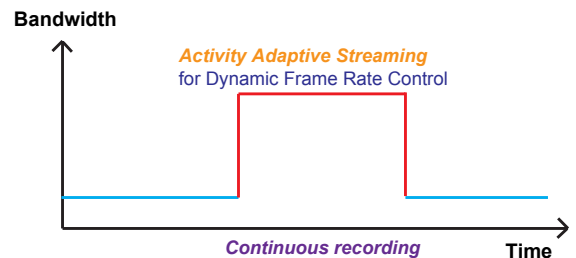 Bandwidth
Activity Adaptive Streaming
for Dynamic Frame Rate Control
Continuous recording
Time